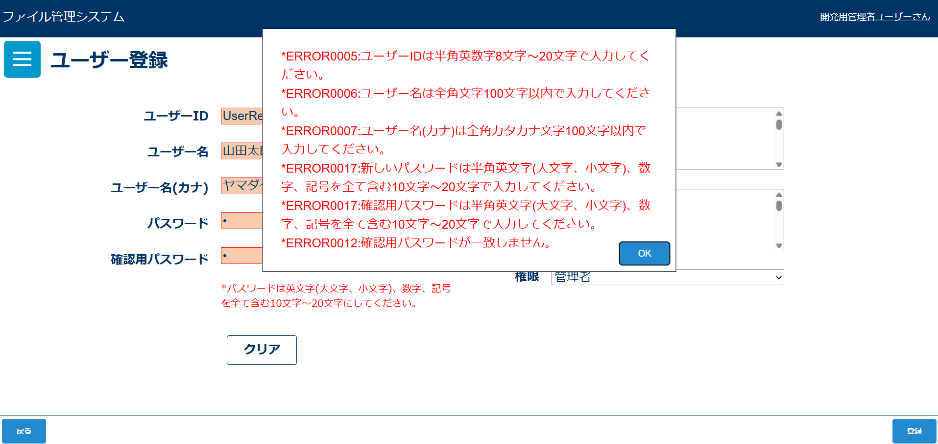 ファイル管理システム
開発用管理者ユーザーさん
ユーザー登録
*ERROR0005:ユーザーIDは半角英数字8文字～20文字で入力してく
ださい。
*ERROR0006:ユーザー名は全角文字100文字以内で入力してくださ
い。
*ERROR0007:ユーザー名(カナ)は全角カタカナ文字100文字以内で
入力してください。
*ERROR0017:新しいパスワードは半角英文字(大文字、小文字)、数
字、記号を全て含む10文字～20文字で入力してください。
*ERROR0017:確認用パスワードは半角英文字(大文字、小文字)、数
字、記号を全て含む10文字～20文字で入力してください。
*ERROR0012:確認用パスワードが一致しません。
OK
ユーザーID
UserRe
ユーザー名
山田太
ユーザー名(カナ)
ヤマダ
パスワード
確認用パスワード
権限
管理者
*パスワードは英文字(大文字、小文字)、数字、記号
を全て含む10文字～20文字にしてください。
クリア
戻る
登録